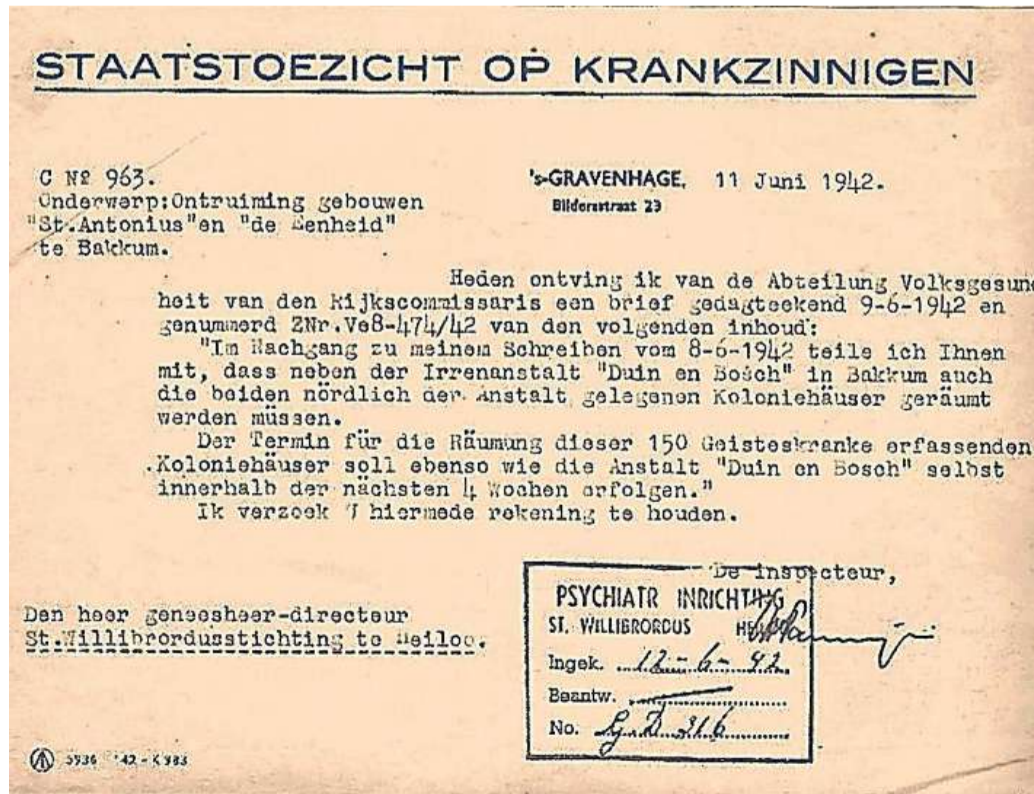 STAATSTOEZICHT OP KRANKZINNIGEN
C Nº 963.
Onderwerp:Ontruiming gebouwen
"St.Antonius"en "de Eenheid"
te Bakkum.
's-GRAVENHAGE, 11 Juni 1942.
Bilderstraat 23
Heden ontving ik van de Abteilung Volksgesund
heit van den Rijkscommissaris een brief gedagteekend 9-6-1942 en
genummerd ZNr.Ve8-474/42 van den volgenden inhoud:
"Im Nachgang zu meinem Schreiben vom 8-6-1942 teile ich Ihnen
mit, dass neben der Irrenanstalt "Duin en Bosch" in Bakkum auch
die beiden nördlich der Anstalt gelegenen Koloniehäuser geräumt
werden müssen.
Der Termin für die Räumung dieser 150 Geisteskranke erfassenden
Koloniehäuser soll ebenso wie die Anstalt "Duin en Bosch" selbst
innerhalb der nächsten 4 Wochen erfolgen."
Ik verzoek U hiermede rekening te houden.
De inspecteur,
Den heer geneesheer-directeur
St.Willibrordusstichting te Heiloo.
PSYCHIATR INRICHTING
ST. WILLIBRORDUS
Ingek. 12-6-42
Beantw.
No. 316
5936 '42 - K 983